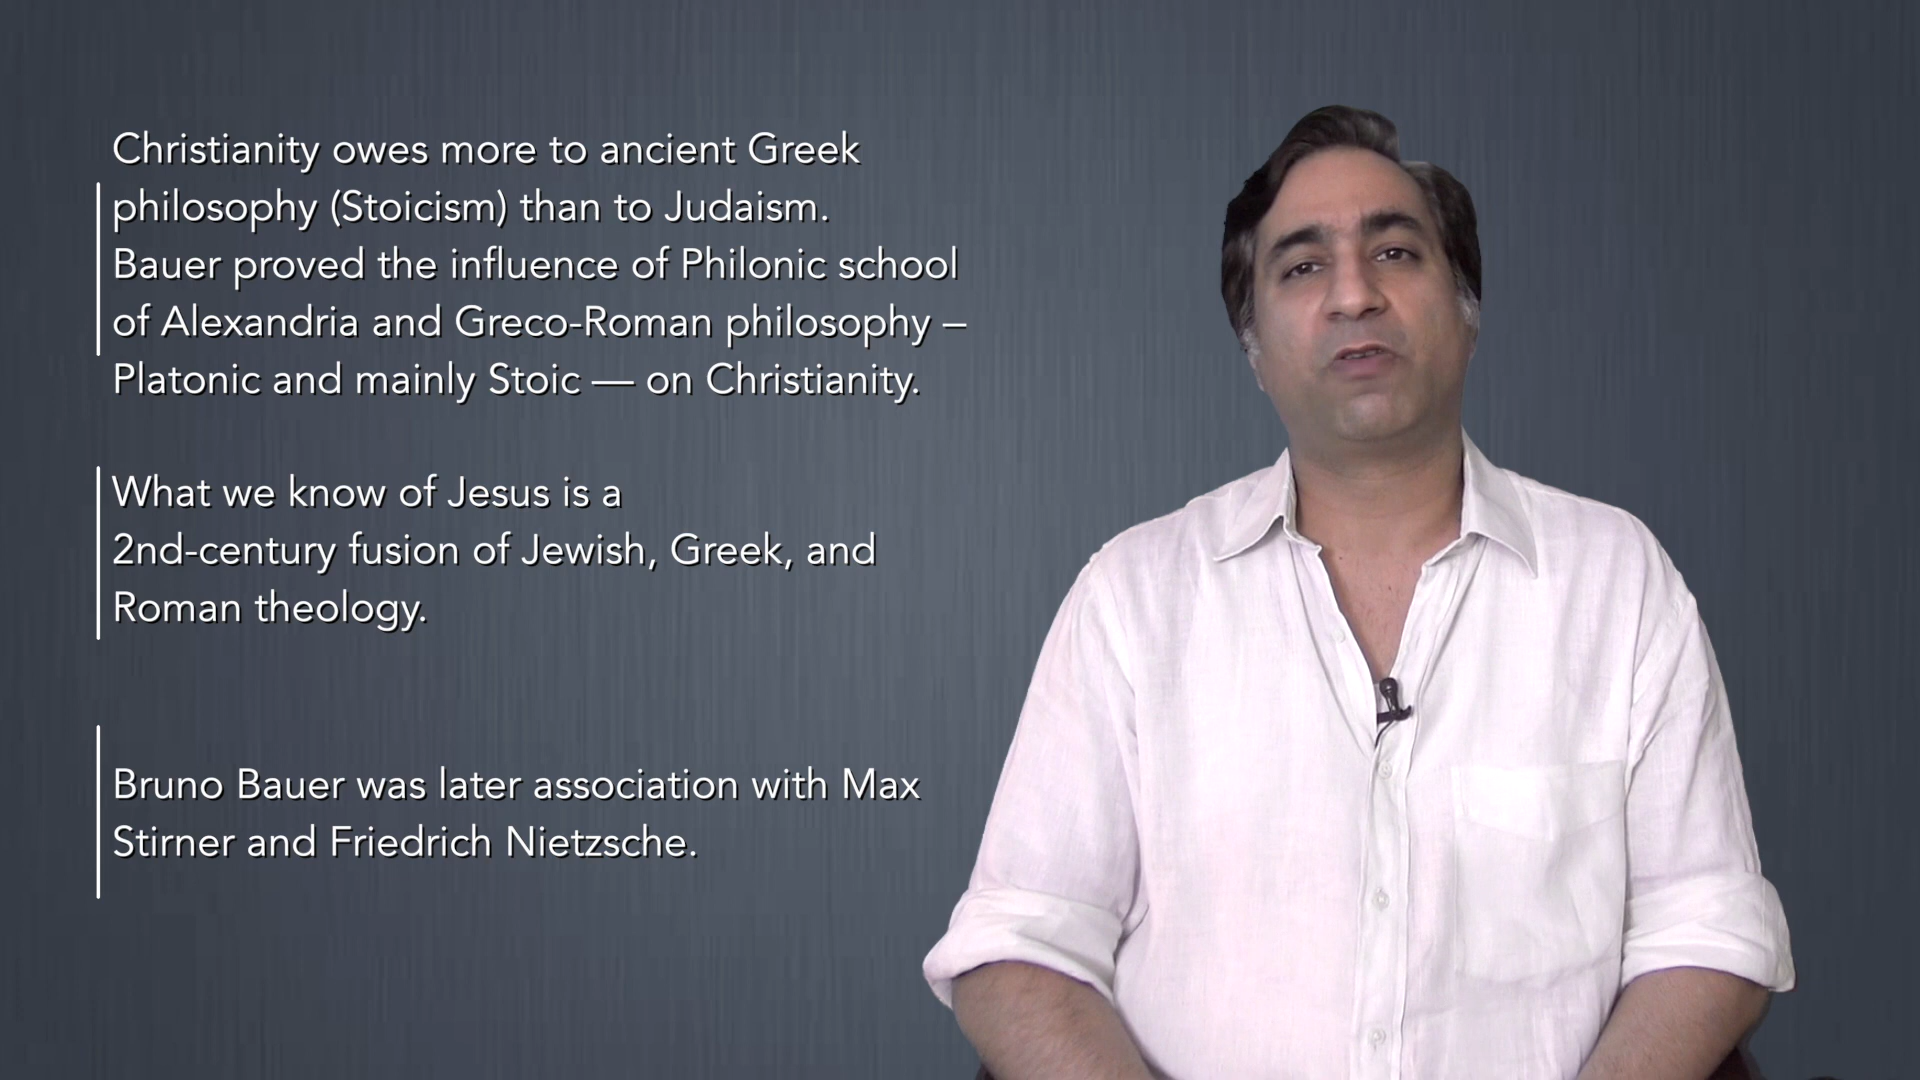 Christianity owes more to ancient Greek
philosophy (Stoicism) than to Judaism.
Bauer proved the influence of Philonic school
of Alexandria and Greco-Roman philosophy –
Platonic and mainly Stoic — on Christianity.
What we know of Jesus is a
2nd-century fusion of Jewish, Greek, and
Roman theology.
Bruno Bauer was later association with Max
Stirner and Friedrich Nietzsche.